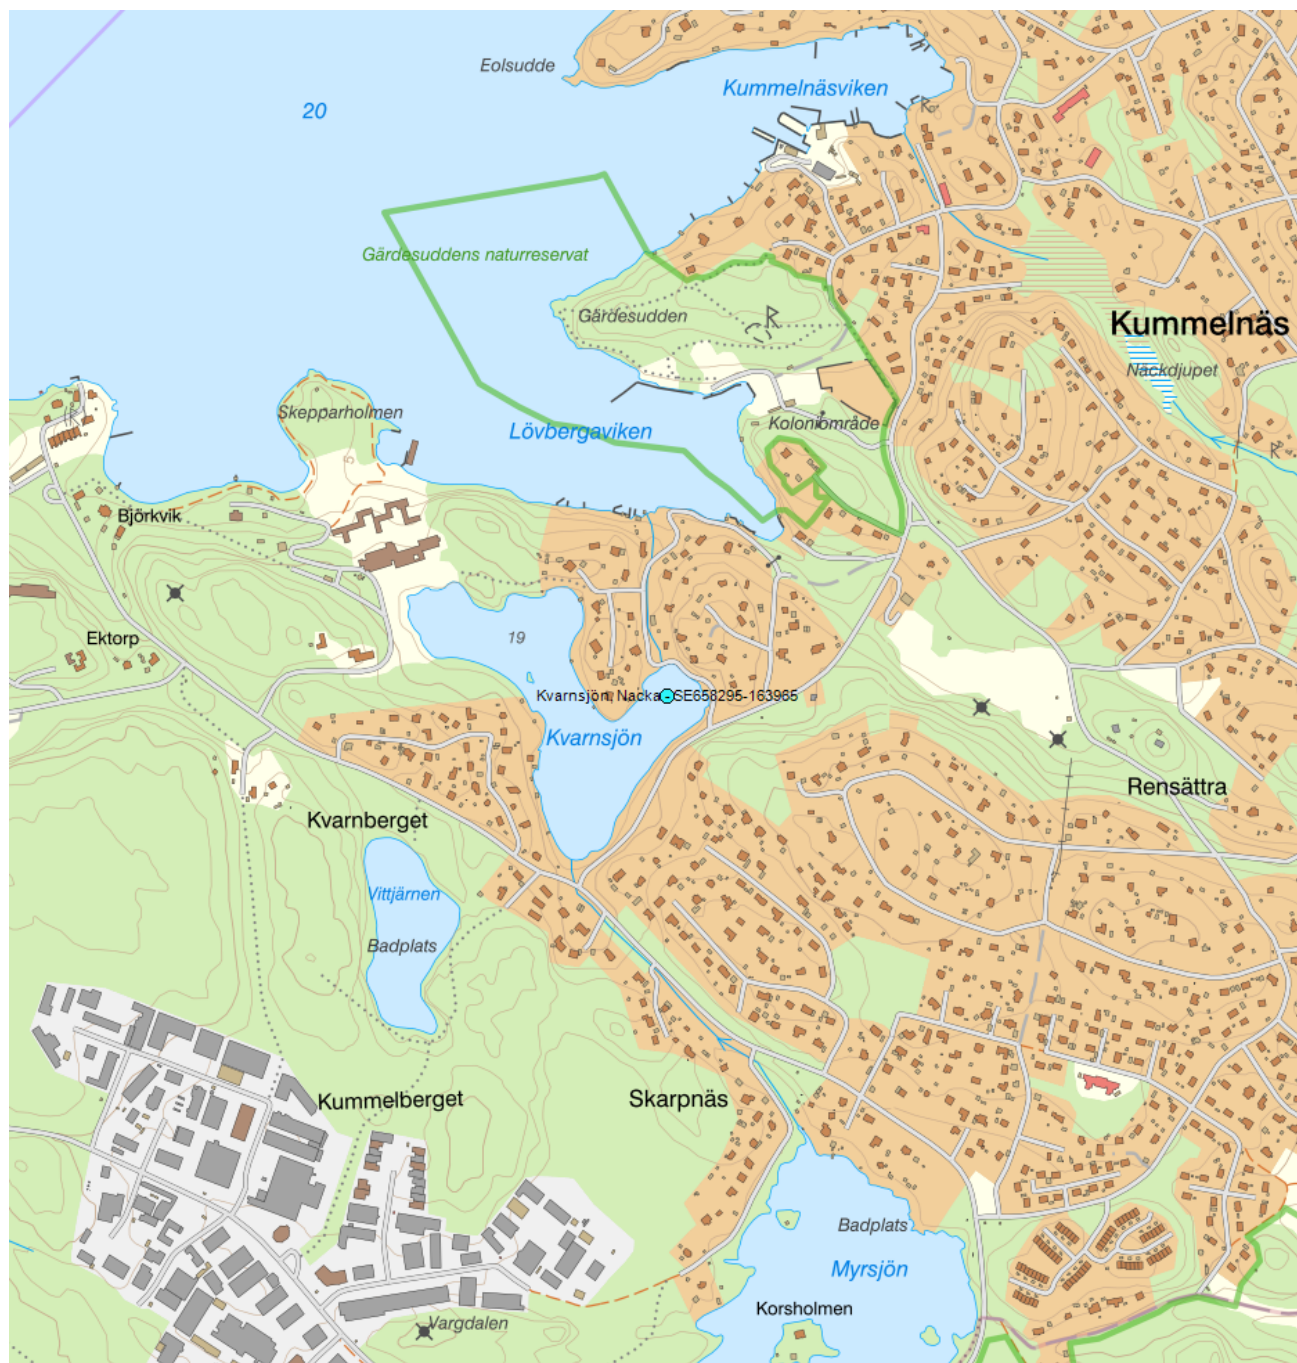 Eolsudde
Kummelnäsviken
20
Gärdesuddens naturreservat
Gärdesudden
Kummelnäs
Näckdjupet
Skepparholmen
Lövbergaviken
Koloniområde
5
Björkvik
Ektorp
19
Kvarnsjön, Nacka - SE658295-163965
Kvarnsjön
Rensättra
Kvarnberget
Vittjärnen
Badplats
Kummelberget
Skarpnäs
Badplats
Myrsjön
Korsholmen
Vargdalen